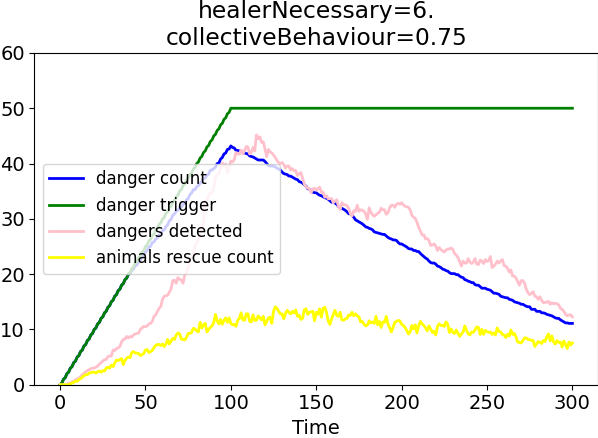 healerNecessary=6.
collectiveBehaviour=0.75
60
50
40
30
20
10
0
danger count
danger trigger
dangers detected
animals rescue count
0 50 100 150 200 250 300
Time